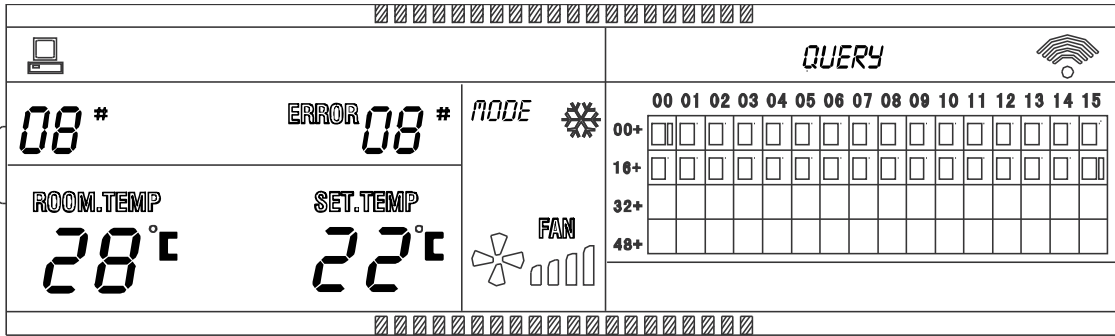 QUERY
08 # ERROR 08 # MODE
00 01 02 03 04 05 06 07 08 09 10 11 12 13 14 15
00+
16+
32+
48+
ROOM.TEMP SET.TEMP
28°C 22°C
FAN